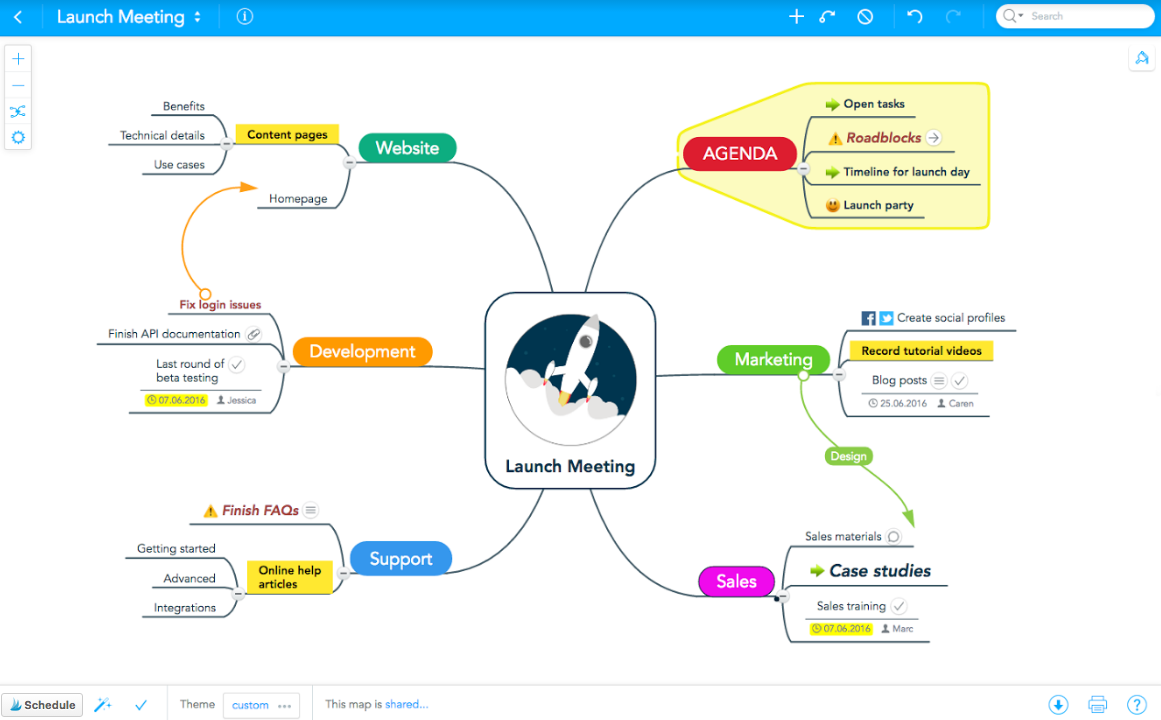 Launch Meeting
Search
Benefits
Technical details
Use cases
Content pages
Website
Homepage
AGENDA
Open tasks
Roadblocks
Timeline for launch day
Launch party
Fix login issues
Finish API documentation
Last round of
beta testing
07.06.2016 Jessica
Development
Launch Meeting
Marketing
Create social profiles
Record tutorial videos
Blog posts
25.06.2016 Caren
Design
Finish FAQs
Getting started
Advanced
Integrations
Online help
articles
Support
Sales
Sales materials
Case studies
Sales training
07.06.2016 Marc
Schedule
Theme
custom
This map is shared...